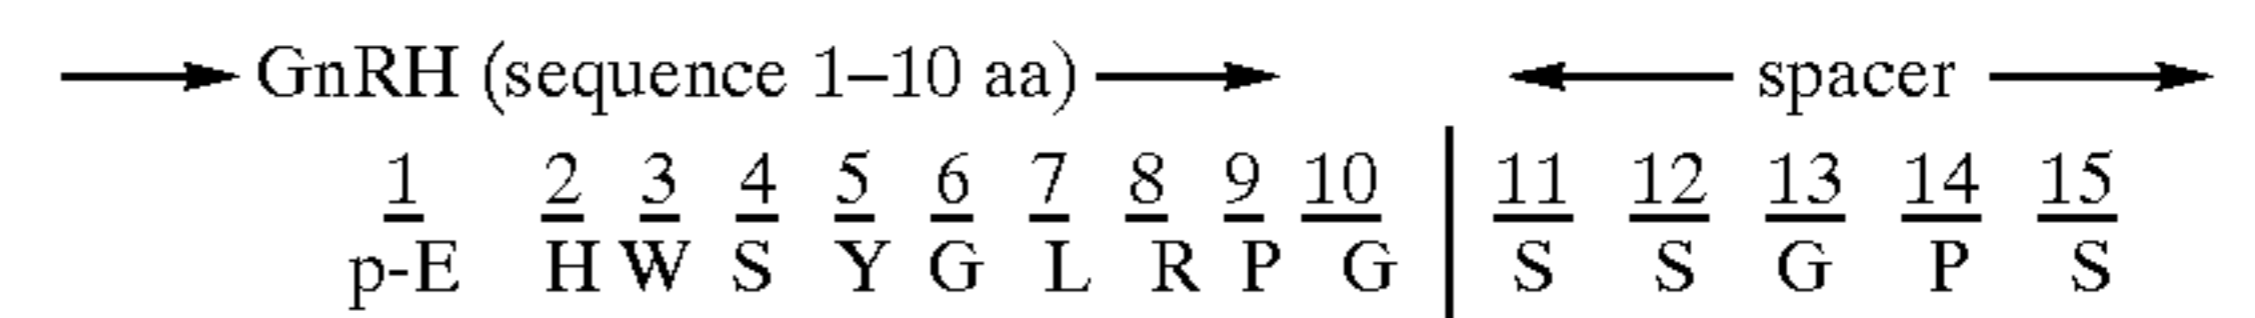 → GnRH (sequence 1–10 aa) → ← spacer →
1 2 3 4 5 6 7 8 9 10 | 11 12 13 14 15
p-E H W S Y G L R P G | S S G P S